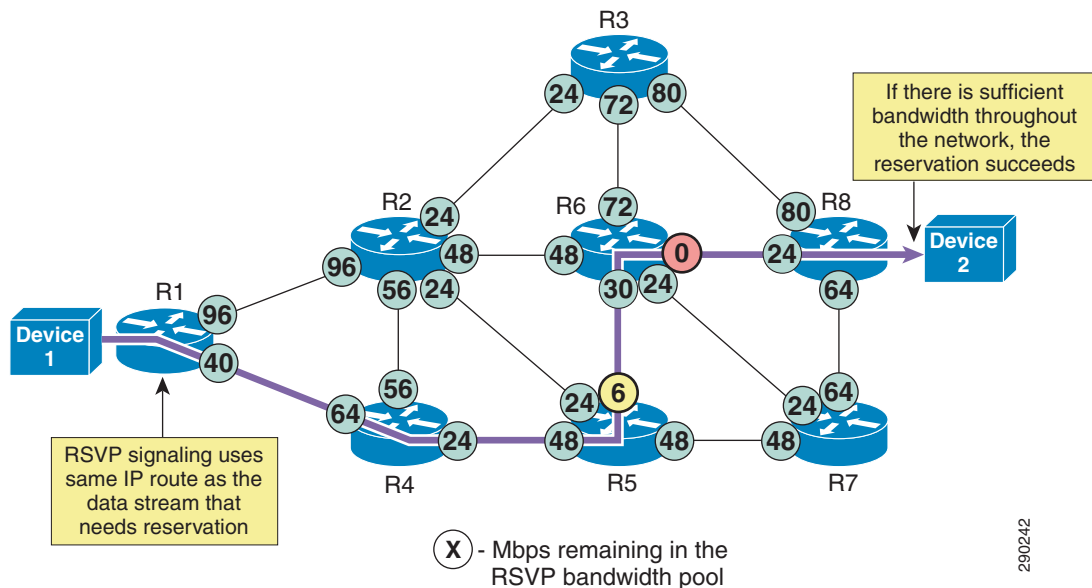 R3
24
72
80
If there is sufficient
bandwidth throughout
the network, the
reservation succeeds
R2
24
R6
72
R8
80
96
48
48
0
24
Device
2
56
24
30
24
64
R1
96
Device
1
40
56
64
24
24
6
48
48
48
24
64
R4
R5
R7
RSVP signaling uses
same IP route as the
data stream that
needs reservation
X - Mbps remaining in the
RSVP bandwidth pool
290242